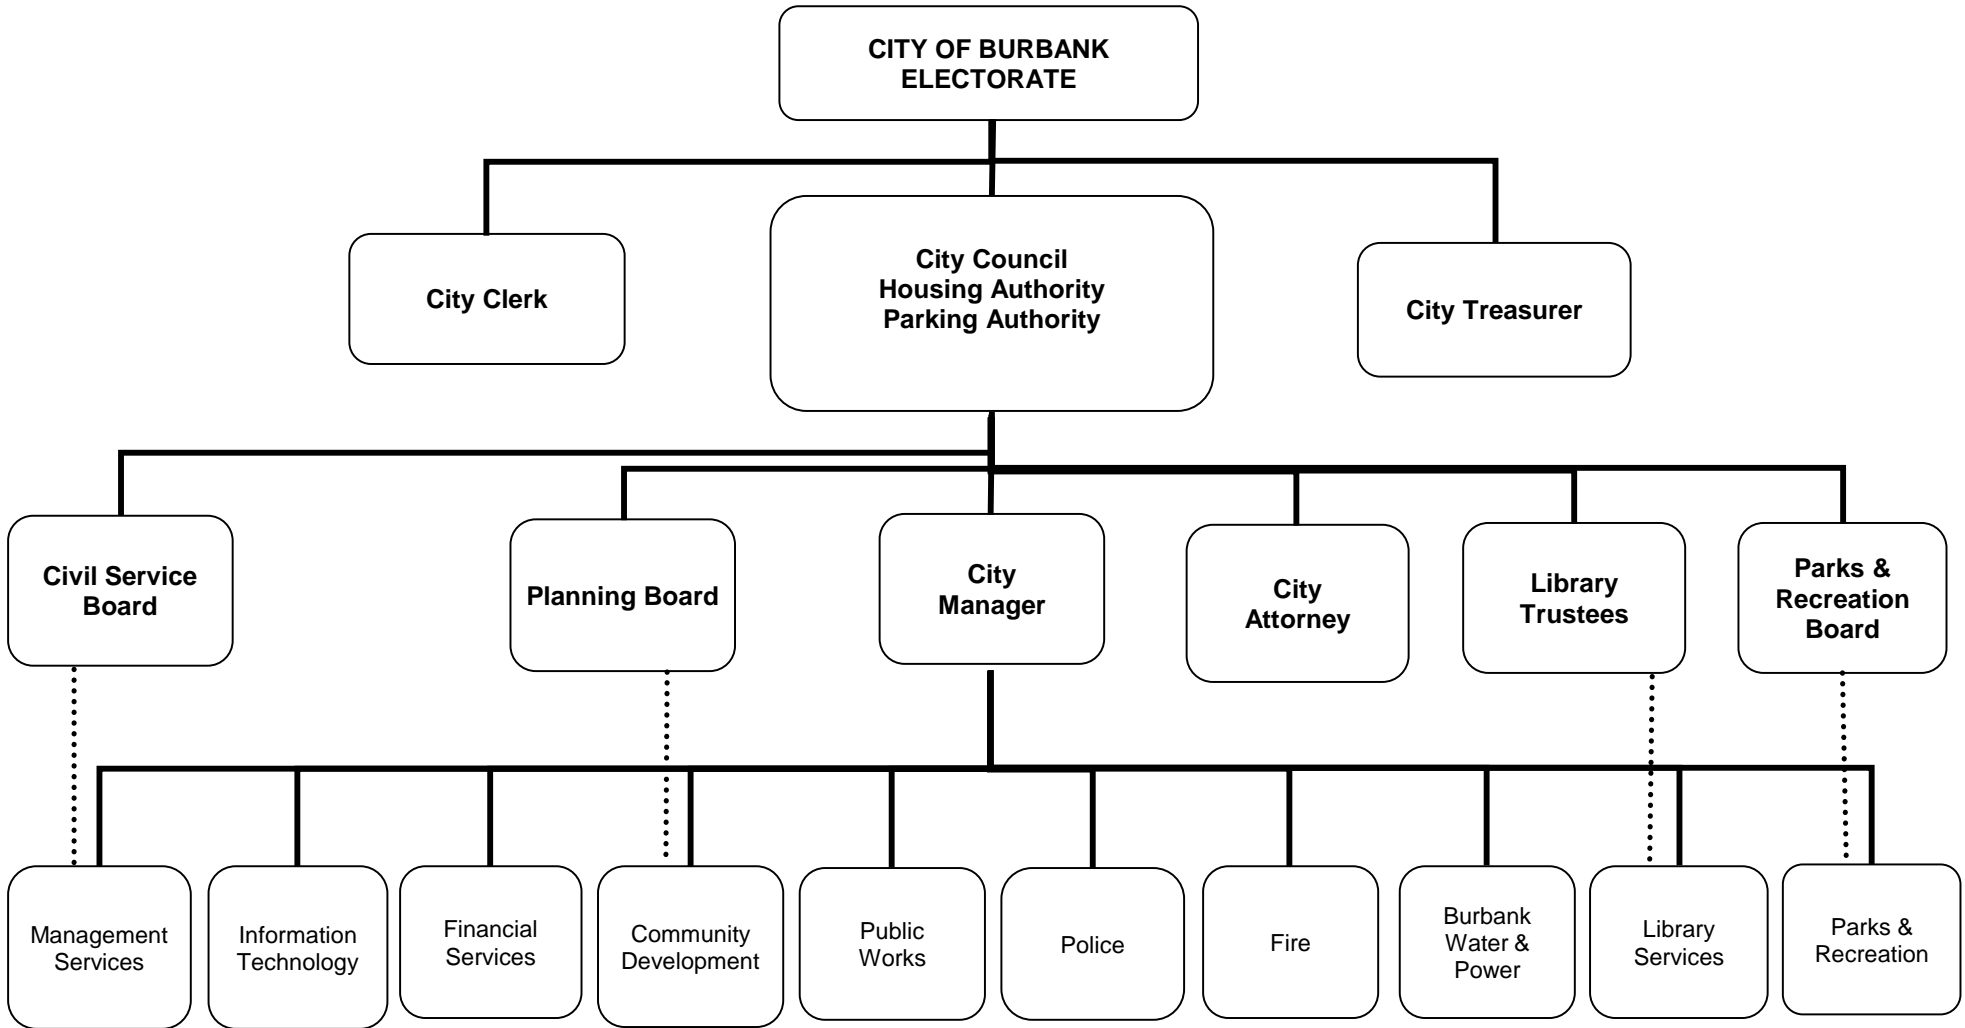 CITY OF BURBANK
ELECTORATE
City Clerk
City Council
Housing Authority
Parking Authority
City Treasurer
Civil Service
Board
Planning Board
City
Manager
City
Attorney
Library
Trustees
Parks &
Recreation
Board
Management
Services
Information
Technology
Financial
Services
Community
Development
Public
Works
Police
Fire
Burbank
Water &
Power
Library
Services
Parks &
Recreation